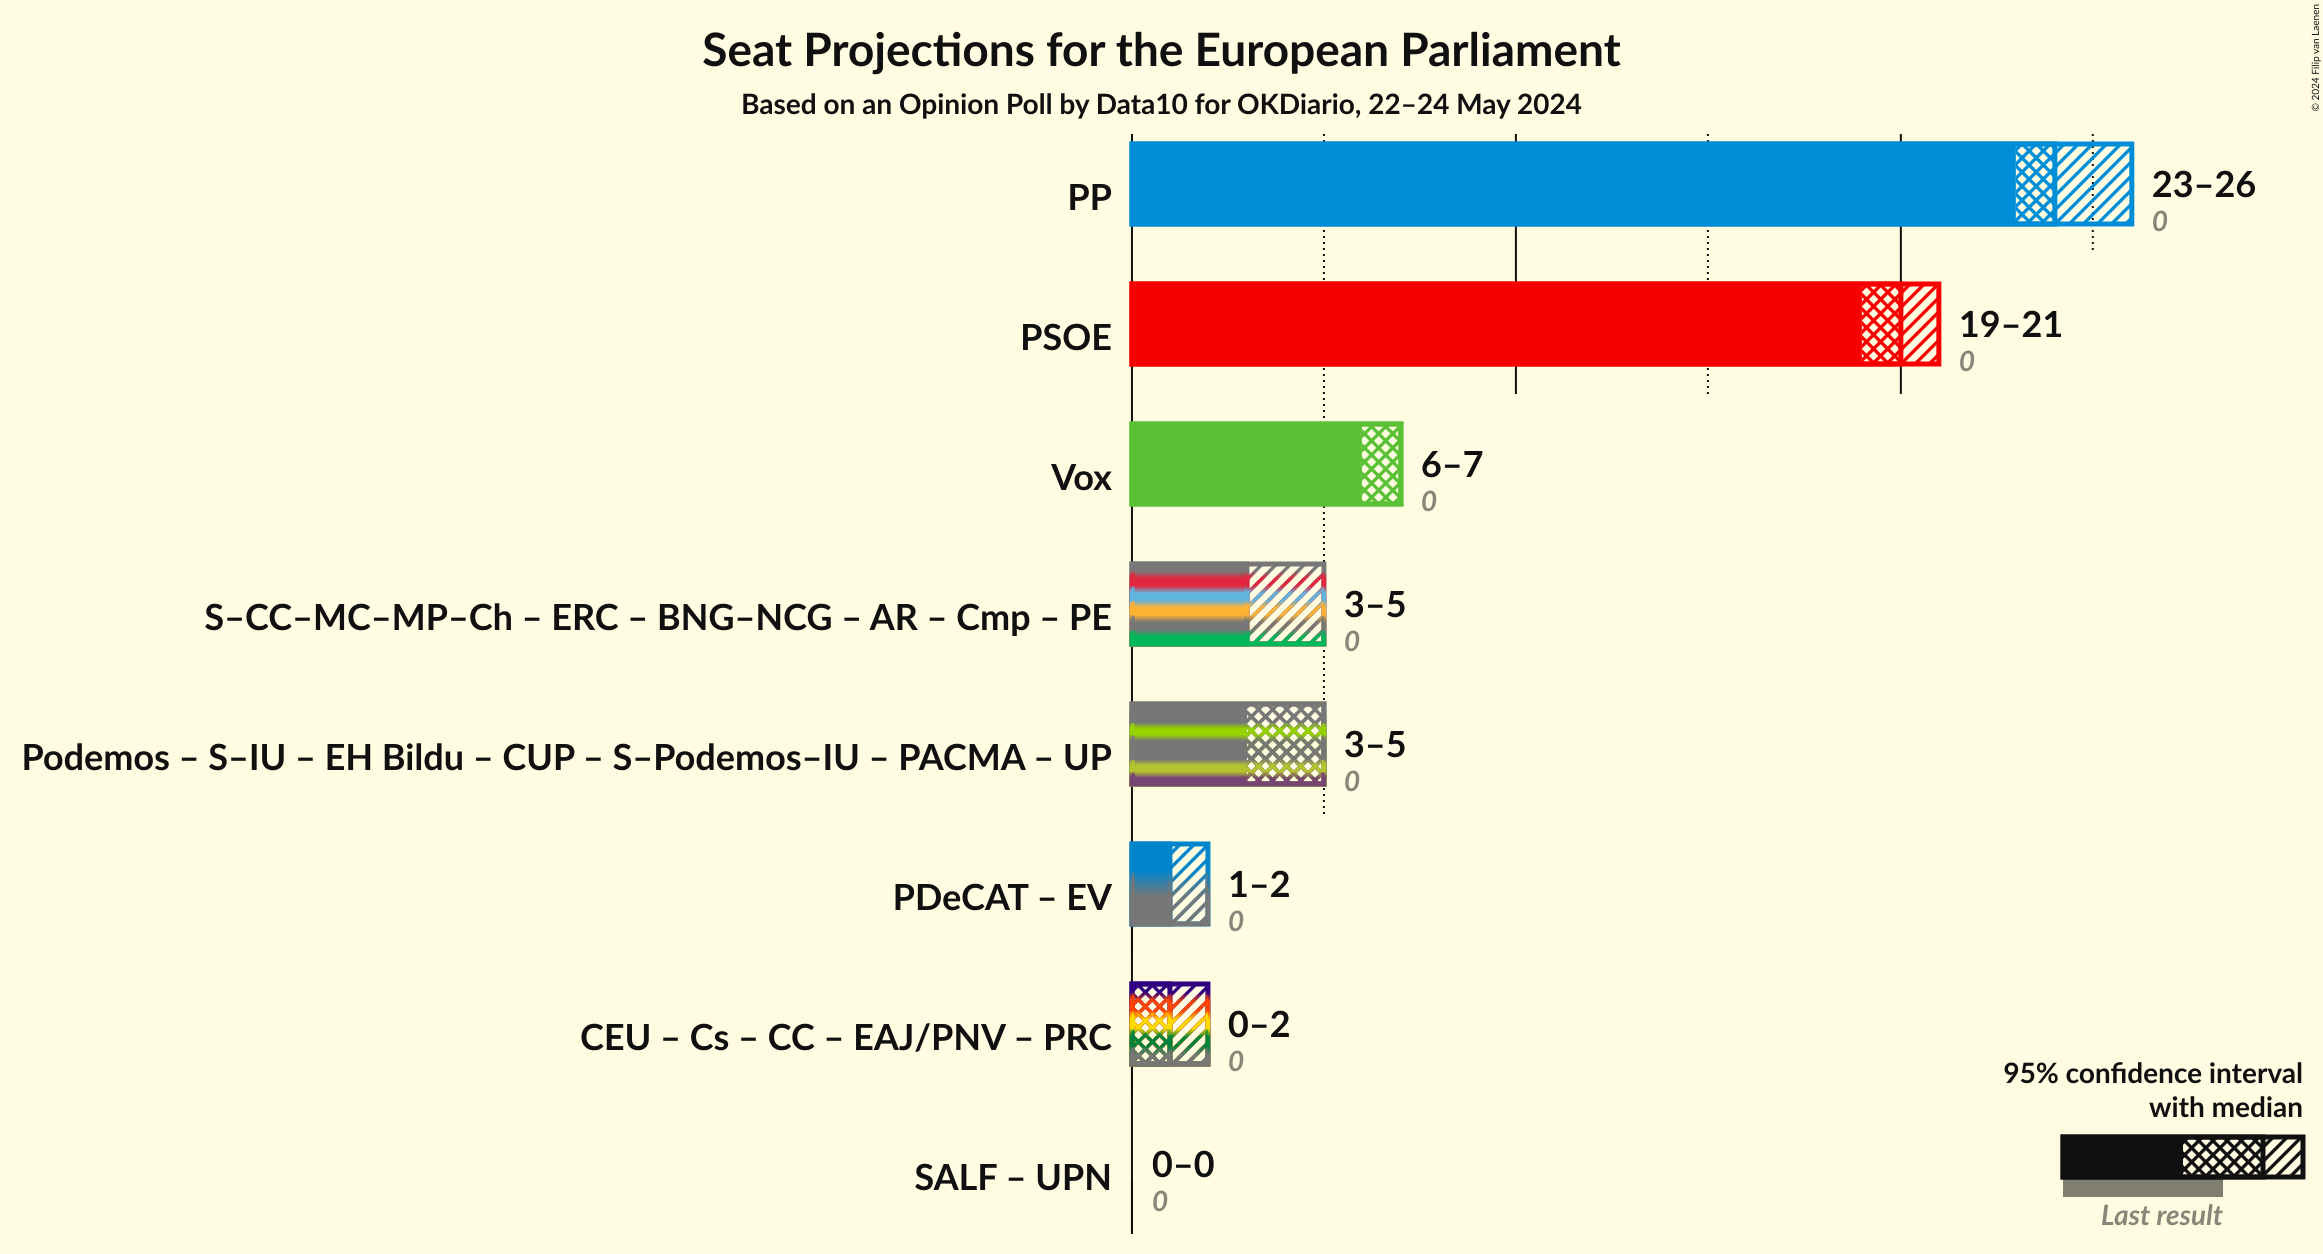 Seat Projections for the European Parliament
Based on an Opinion Poll by Data10 for OKDiario, 22–24 May 2024
© 2024 Filip van Laenen
PP
23–26
0
PSOE
19–21
0
Vox
6–7
0
S–CC–MC–MP–Ch – ERC – BNG–NCG – AR – Cmp – PE
3–5
0
Podemos – S–IU – EH Bildu – CUP – S–Podemos–IU – PACMA – UP
3–5
0
PDeCAT – EV
1–2
0
CEU – Cs – CC – EAJ/PNV – PRC
0–2
0
SALF – UPN
0–0
0
95% confidence interval
with median
Last result